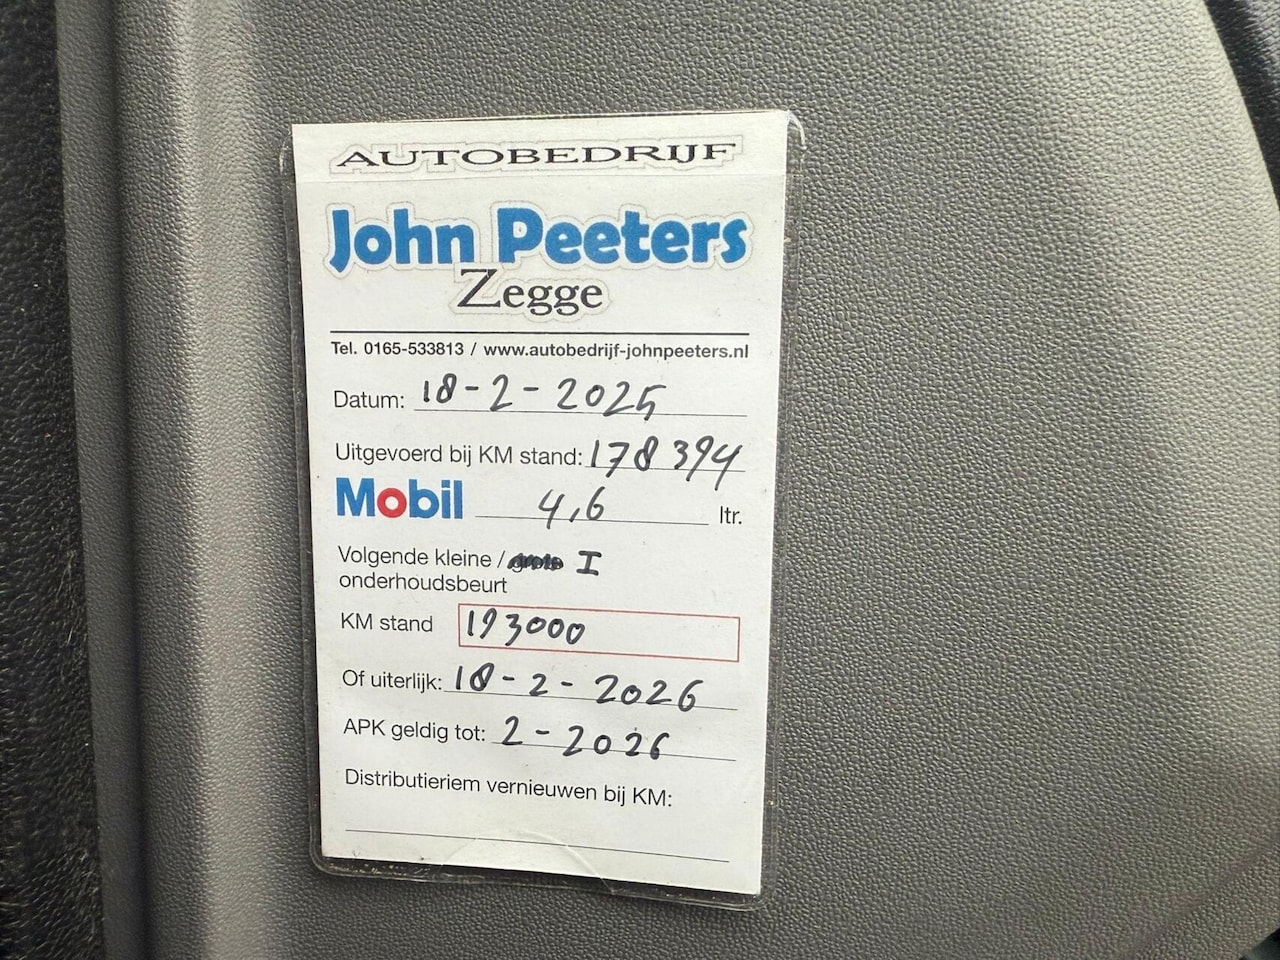 AUTOBEDRIJF
John Peeters
Zegge
Tel. 0165-533813 / www.autobedrijf-johnpeeters.nl
Datum: 18-2-2025
Uitgevoerd bij KM stand: 178394
Mobil 4,6 ltr.
Volgende kleine / I
onderhoudsbeurt
KM stand 193000
Of uiterlijk: 18-2-2026
APK geldig tot: 2-2026
Distributieriem vernieuwen bij KM: